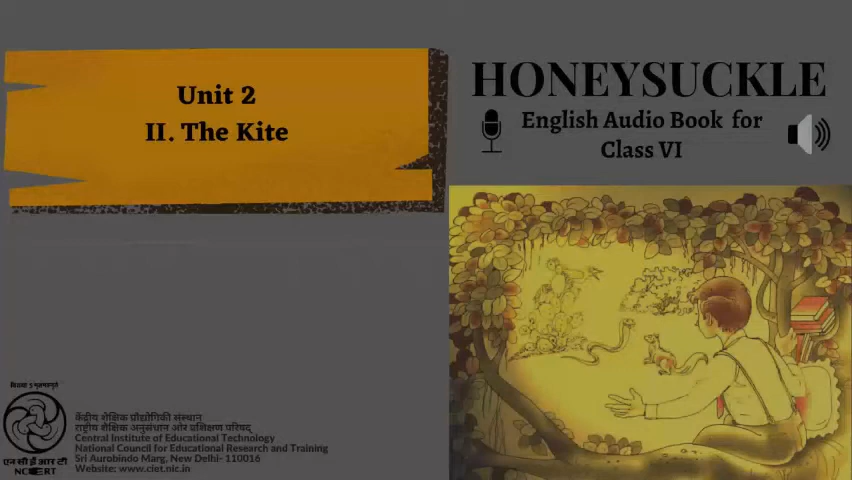 Unit 2
II. The Kite
HONEYSUCKLE
English Audio Book for
Class VI
विद्यया ऽ मृतमश्नुते
एन सी ई आर टी
NCERT
केंद्रीय शैक्षिक प्रौद्योगिकी संस्थान
राष्ट्रीय शैक्षिक अनुसंधान और प्रशिक्षण परिषद्
Central Institute of Educational Technology
National Council for Educational Research and Training
Sri Aurobindo Marg, New Delhi- 110016
Website: www.ciet.nic.in